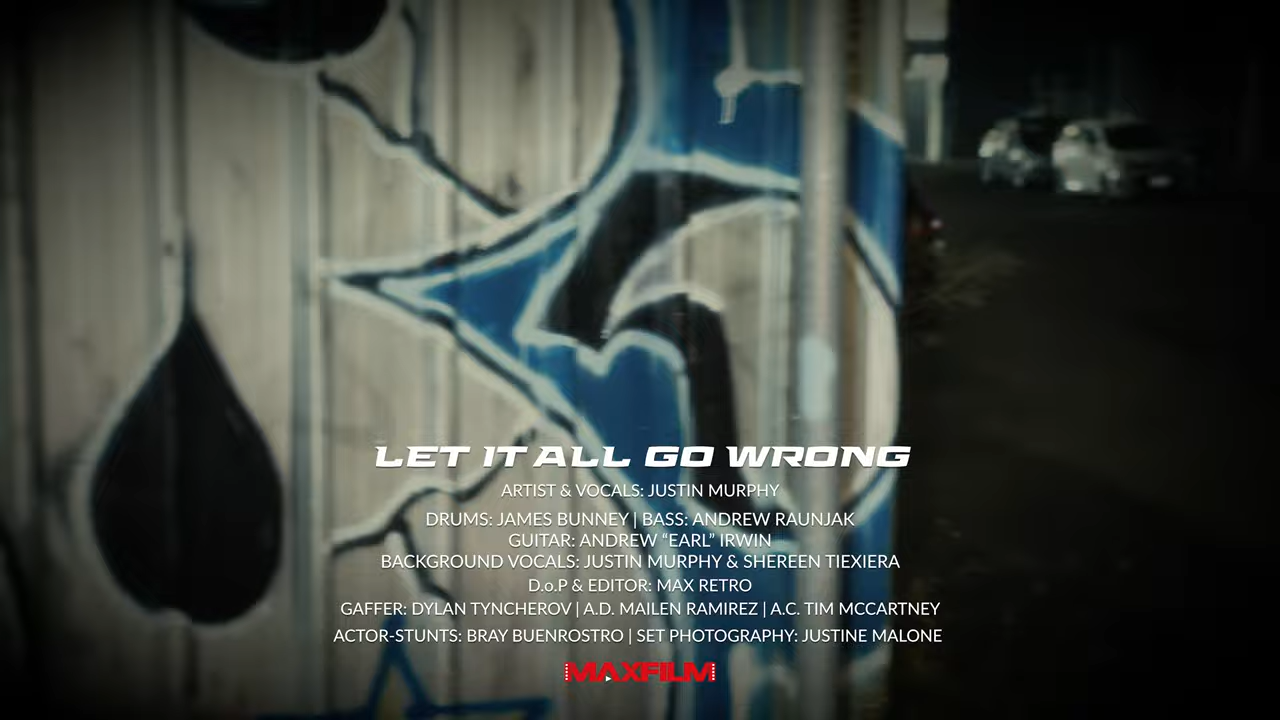 LET IT ALL GO WRONG
ARTIST & VOCALS: JUSTIN MURPHY
DRUMS: JAMES BUNNEY | BASS: ANDREW RAUNJAK
GUITAR: ANDREW “EARL” IRWIN
BACKGROUND VOCALS: JUSTIN MURPHY & SHEREEN TIEXIERA
D.o.P & EDITOR: MAX RETRO
GAFFER: DYLAN TYNCHEROV | A.D. MAILEN RAMIREZ | A.C. TIM MCCARTNEY
ACTOR-STUNTS: BRAY BUENROSTRO | SET PHOTOGRAPHY: JUSTINE MALONE
MAXFILM